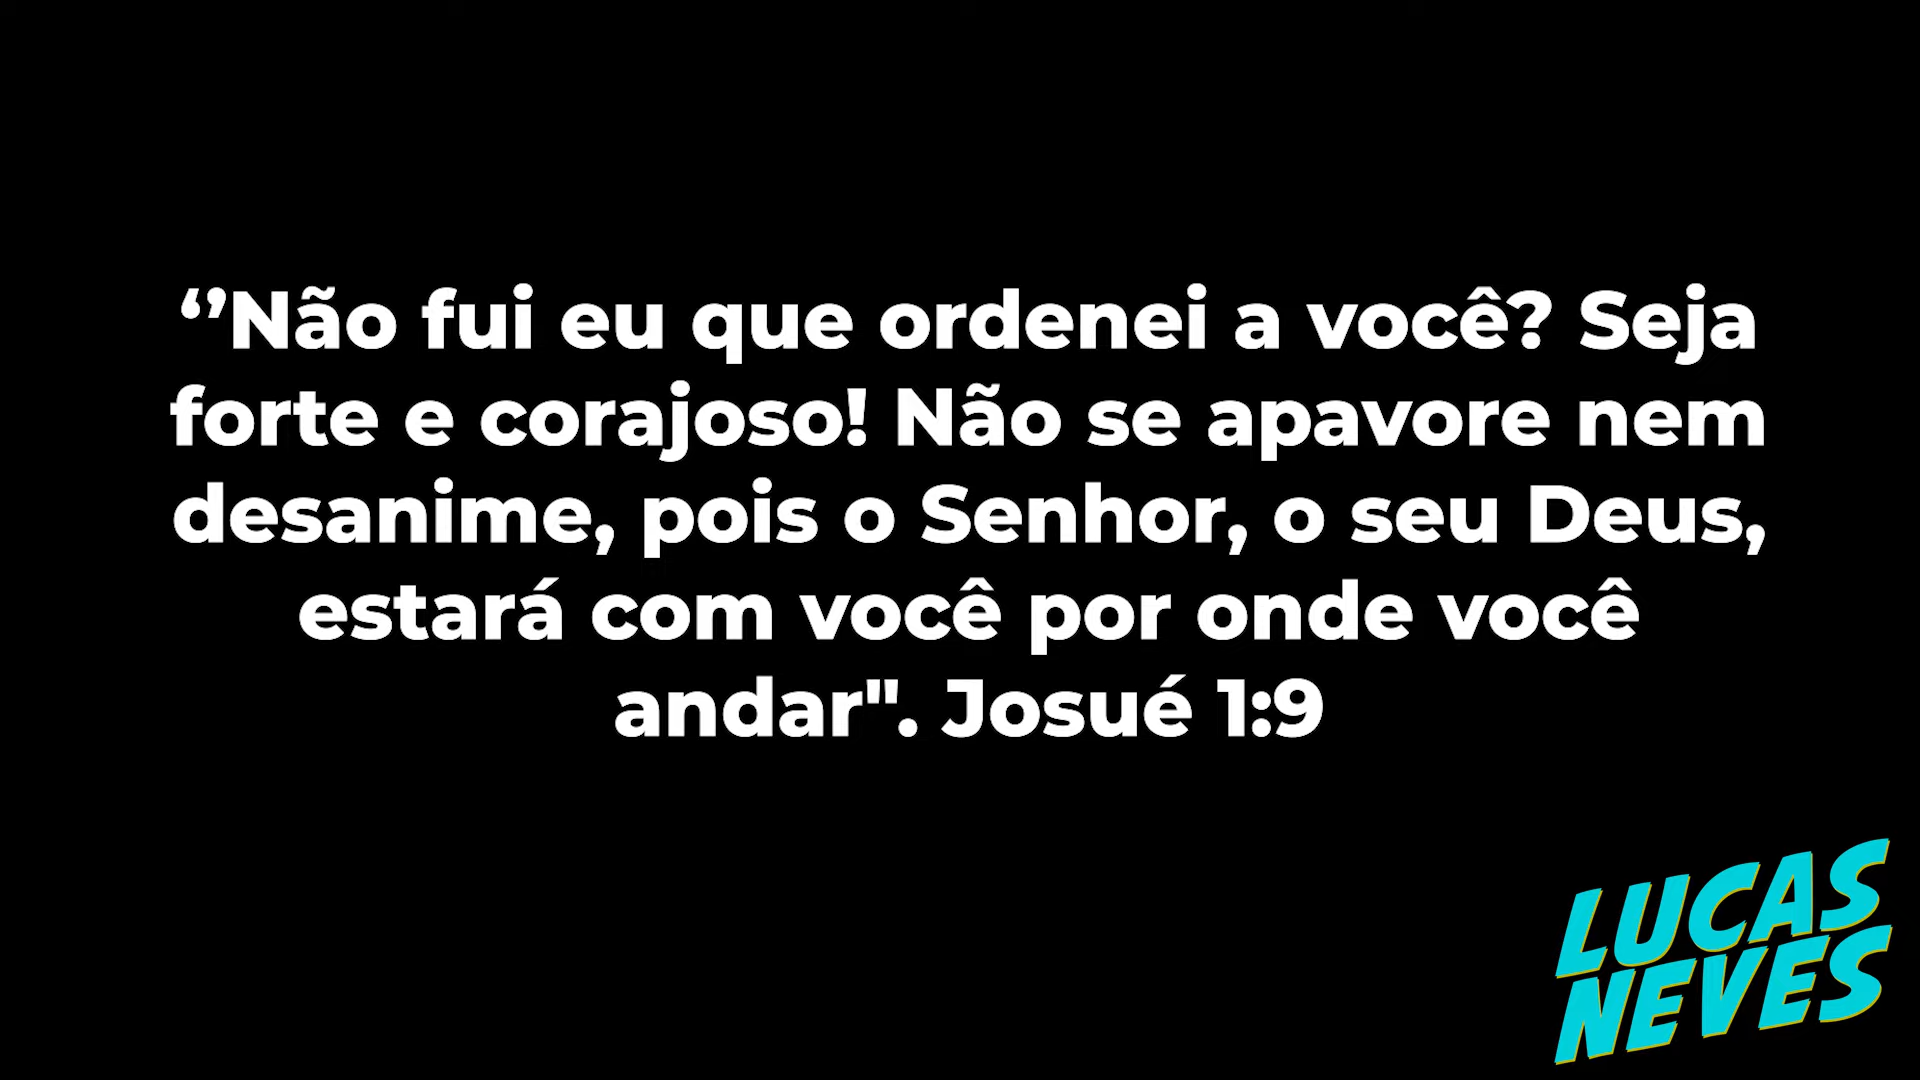 ‘’Não fui eu que ordenei a você? Seja
forte e corajoso! Não se apavore nem
desanime, pois o Senhor, o seu Deus,
estará com você por onde você
andar". Josué 1:9
LUCAS
NEVES